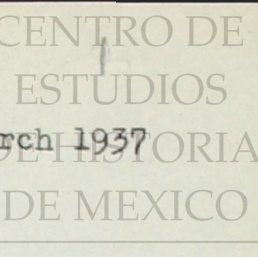 CENTRO DE
ESTUDIOS
rch 1937
DE HISTORIA
DE MEXICO